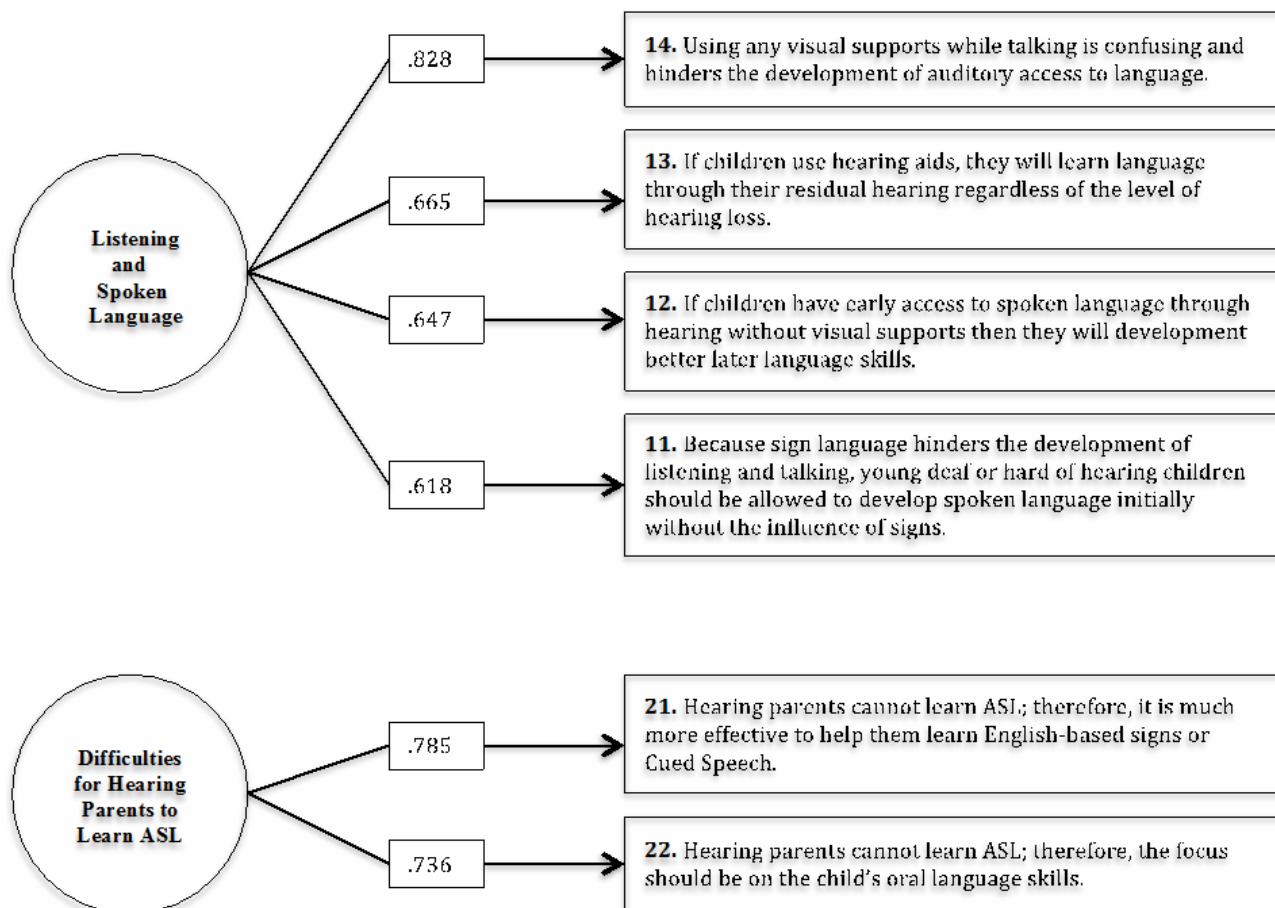 .828
14. Using any visual supports while talking is confusing and
hinders the development of auditory access to language.
.665
13. If children use hearing aids, they will learn language
through their residual hearing regardless of the level of
hearing loss.
Listening
and
Spoken
Language
.647
12. If children have early access to spoken language through
hearing without visual supports then they will development
better later language skills.
.618
11. Because sign language hinders the development of
listening and talking, young deaf or hard of hearing children
should be allowed to develop spoken language initially
without the influence of signs.
Difficulties
for Hearing
Parents to
Learn ASL
.785
21. Hearing parents cannot learn ASL; therefore, it is much
more effective to help them learn English-based signs or
Cued Speech.
.736
22. Hearing parents cannot learn ASL; therefore, the focus
should be on the child's oral language skills.